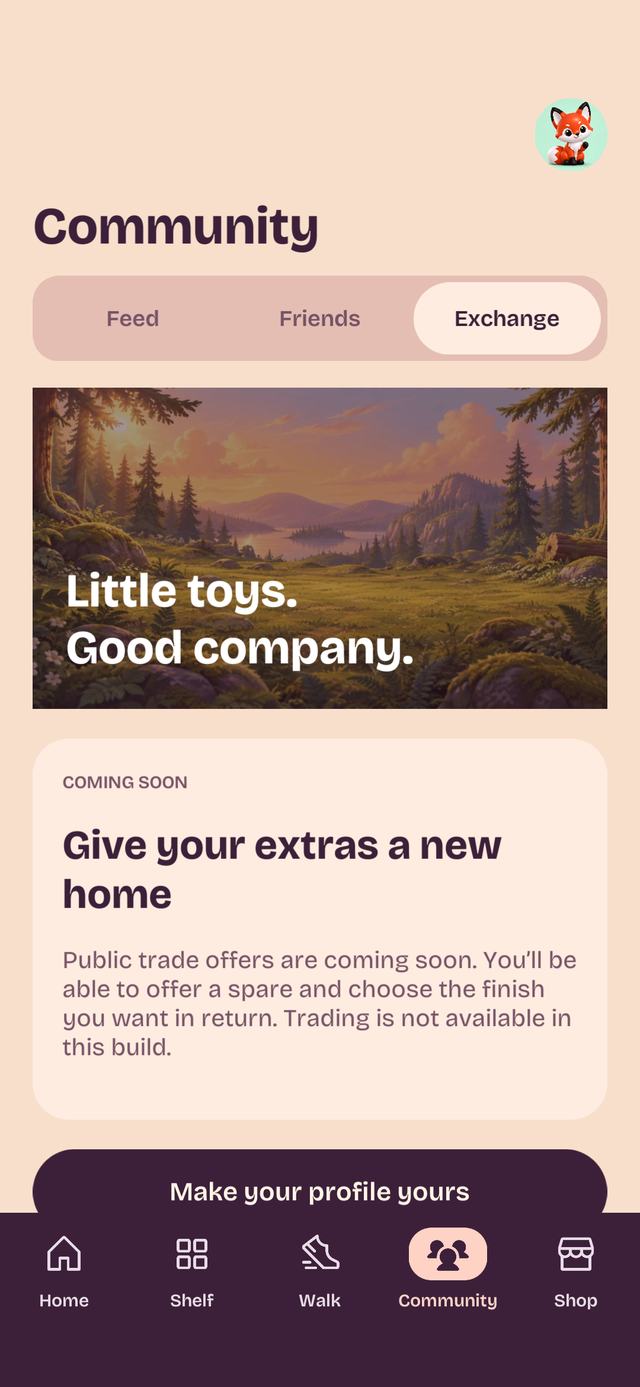 Community
Feed
Friends
Exchange
Little toys.
Good company.
COMING SOON
Give your extras a new
home
Public trade offers are coming soon. You’ll be
able to offer a spare and choose the finish
you want in return. Trading is not available in
this build.
Make your profile yours
Home
Shelf
Walk
Community
Shop